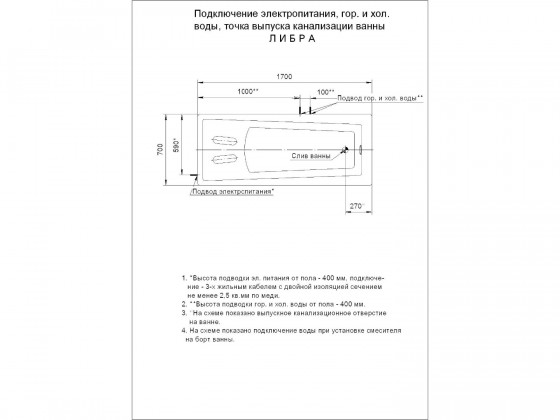 Подключение электропитания, гор. и хол.
воды, точка выпуска канализации ванны
Л И Б Р А
1700
1000**
100**
Подвод гор. и хол. воды**
700
590*
Слив ванны
Подвод электрспитания*
270
1. *Высота подводки эл. питания от пола - 400 мм. подключе-
ние - 3-х жильным кабелем с двойной изоляцией сечением
не менее 2,5 кв.мм по меди.
2. **Высота подводки гор. и хол. воды от пола - 400 мм.
3. ´На схеме показано выпускное канализационное отверстие
на ванне.
4. На схеме показано подключение воды при установке смесителя
на борт ванны.